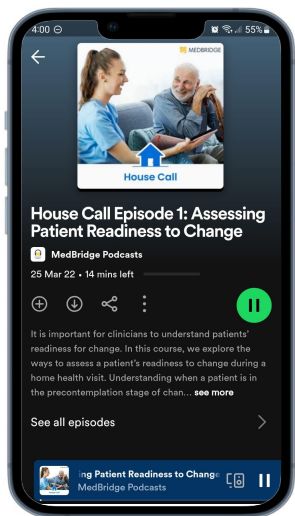 4:00 55%
MEDBRIDGE
House Call
House Call Episode 1: Assessing
Patient Readiness to Change
MedBridge Podcasts
25 Mar 22 • 14 mins left
It is important for clinicians to understand patients'
readiness for change. In this course, we explore the
ways to assess a patient's readiness to change during a
home health visit. Understanding when a patient is in
the precontemplation stage of chan... see more
See all episodes
ing Patient Readiness to Change
MedBridge Podcasts